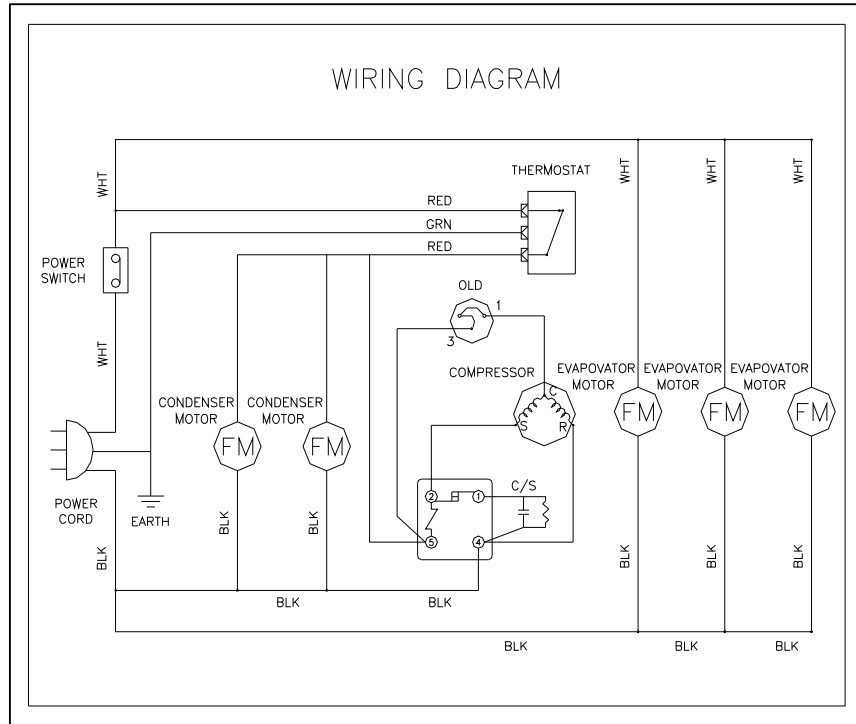 WIRING DIAGRAM
WHT
WHT
WHT
WHT
THERMOSTAT
RED
GRN
RED
POWER
SWITCH
OLD
1
3
WHT
COMPRESSOR
C
S
R
EVAPOVATOR
MOTOR
EVAPOVATOR
MOTOR
EVAPOVATOR
MOTOR
CONDENSER
MOTOR
CONDENSER
MOTOR
FM
FM
FM
FM
FM
POWER
CORD
EARTH
C/S
2
1
5
4
BLK
BLK
BLK
BLK
BLK
BLK
BLK
BLK
BLK
BLK
BLK